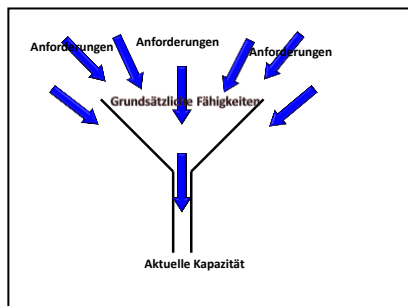 Anforderungen
Anforderungen
Anforderungen
Grundsätzliche Fähigkeiten
Aktuelle Kapazität